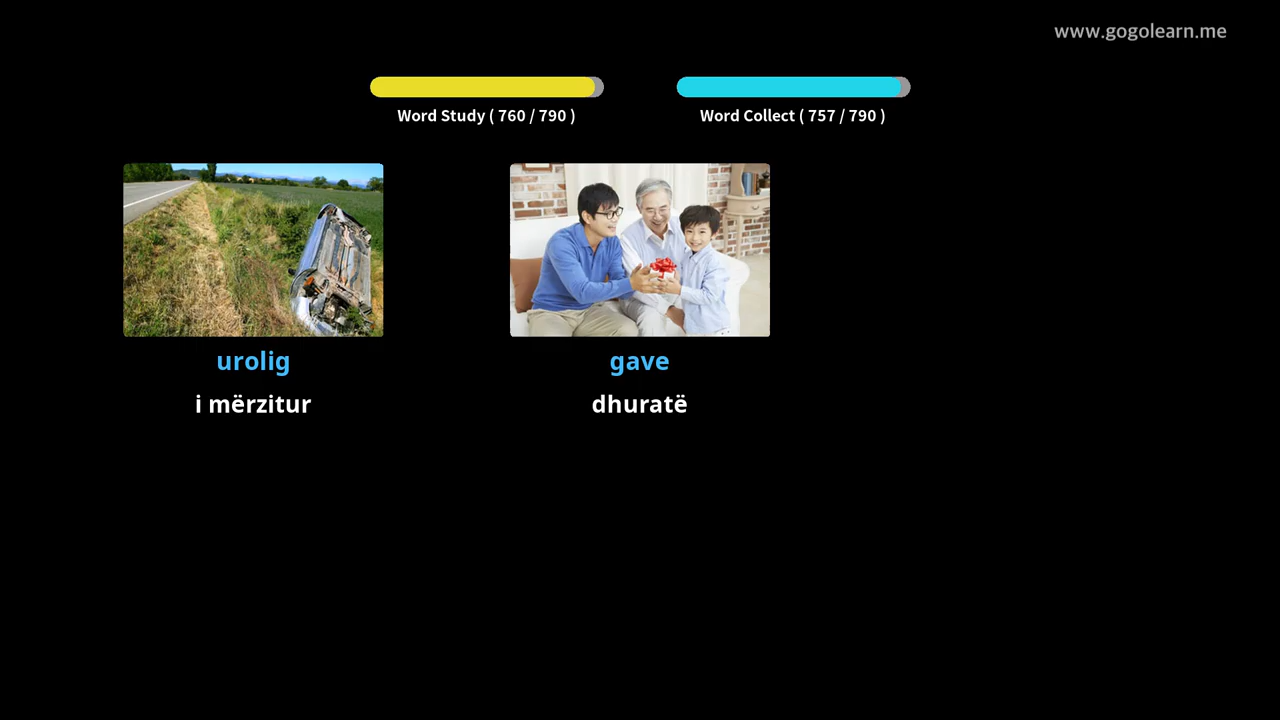 www.gogolearn.me
Word Study ( 760 / 790 )
Word Collect ( 757 / 790 )
urolig
gave
i mërzitur
dhuratë